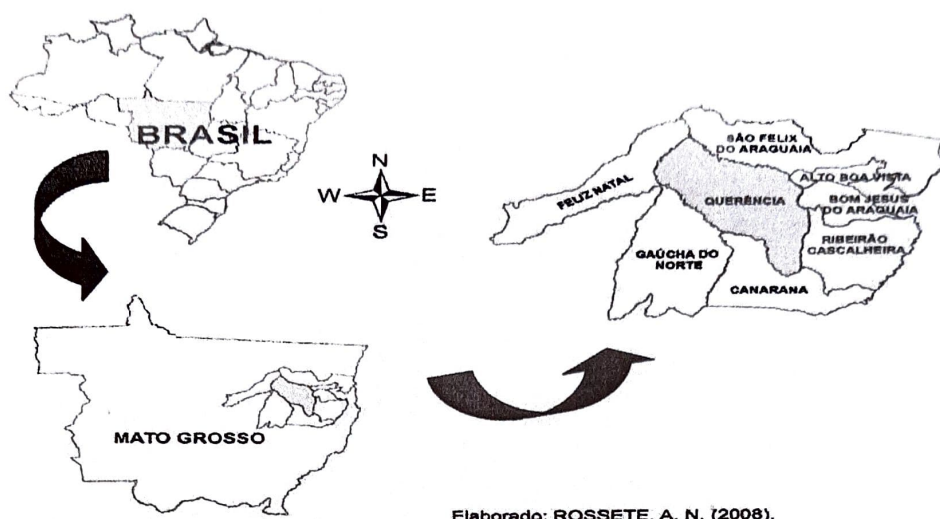 BRASIL
N
W E
S
SÃO FELIX
DO ARAGUAIA
ALTO BOA VISTA
FELIZ NATAL
QUERÊNCIA
BOM JESUS
DO ARAGUAIA
RIBEIRÃO
CASCALHEIRA
GAÚCHA DO
NORTE
CANARANA
MATO GROSSO
Elaborado: ROSSETE, A. N. (2008).